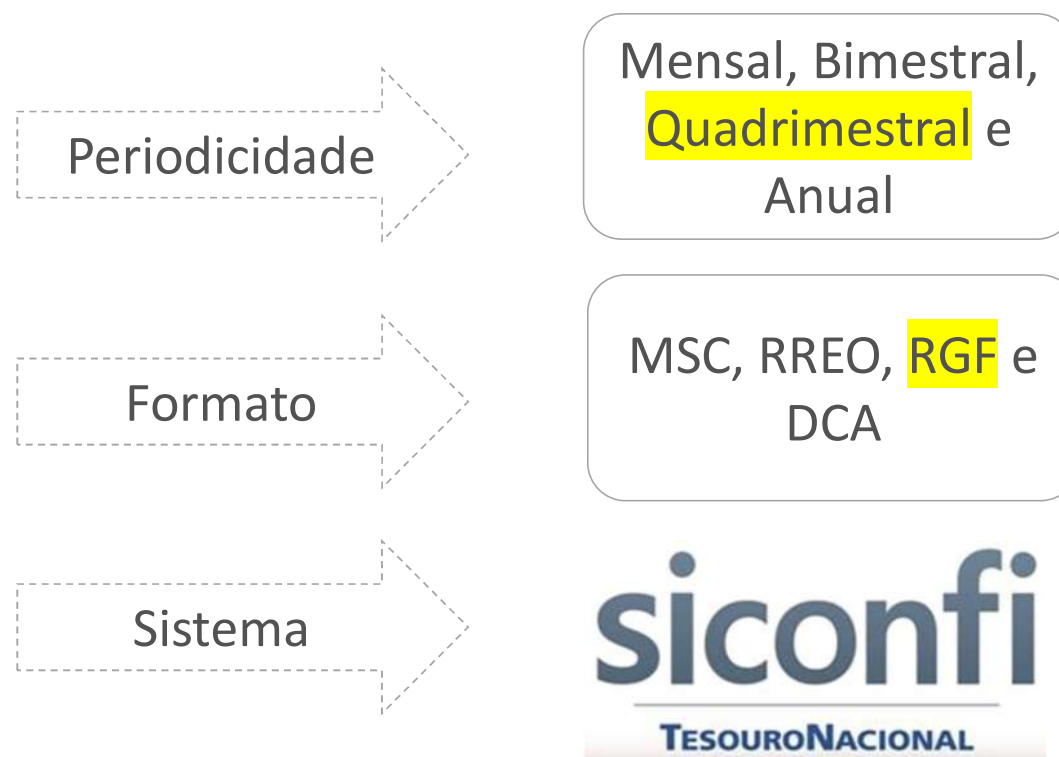 Periodicidade
Mensal, Bimestral,
Quadrimestral e
Anual
Formato
MSC, RREO, RGF e
DCA
Sistema
siconfi
TESOURONACIONAL